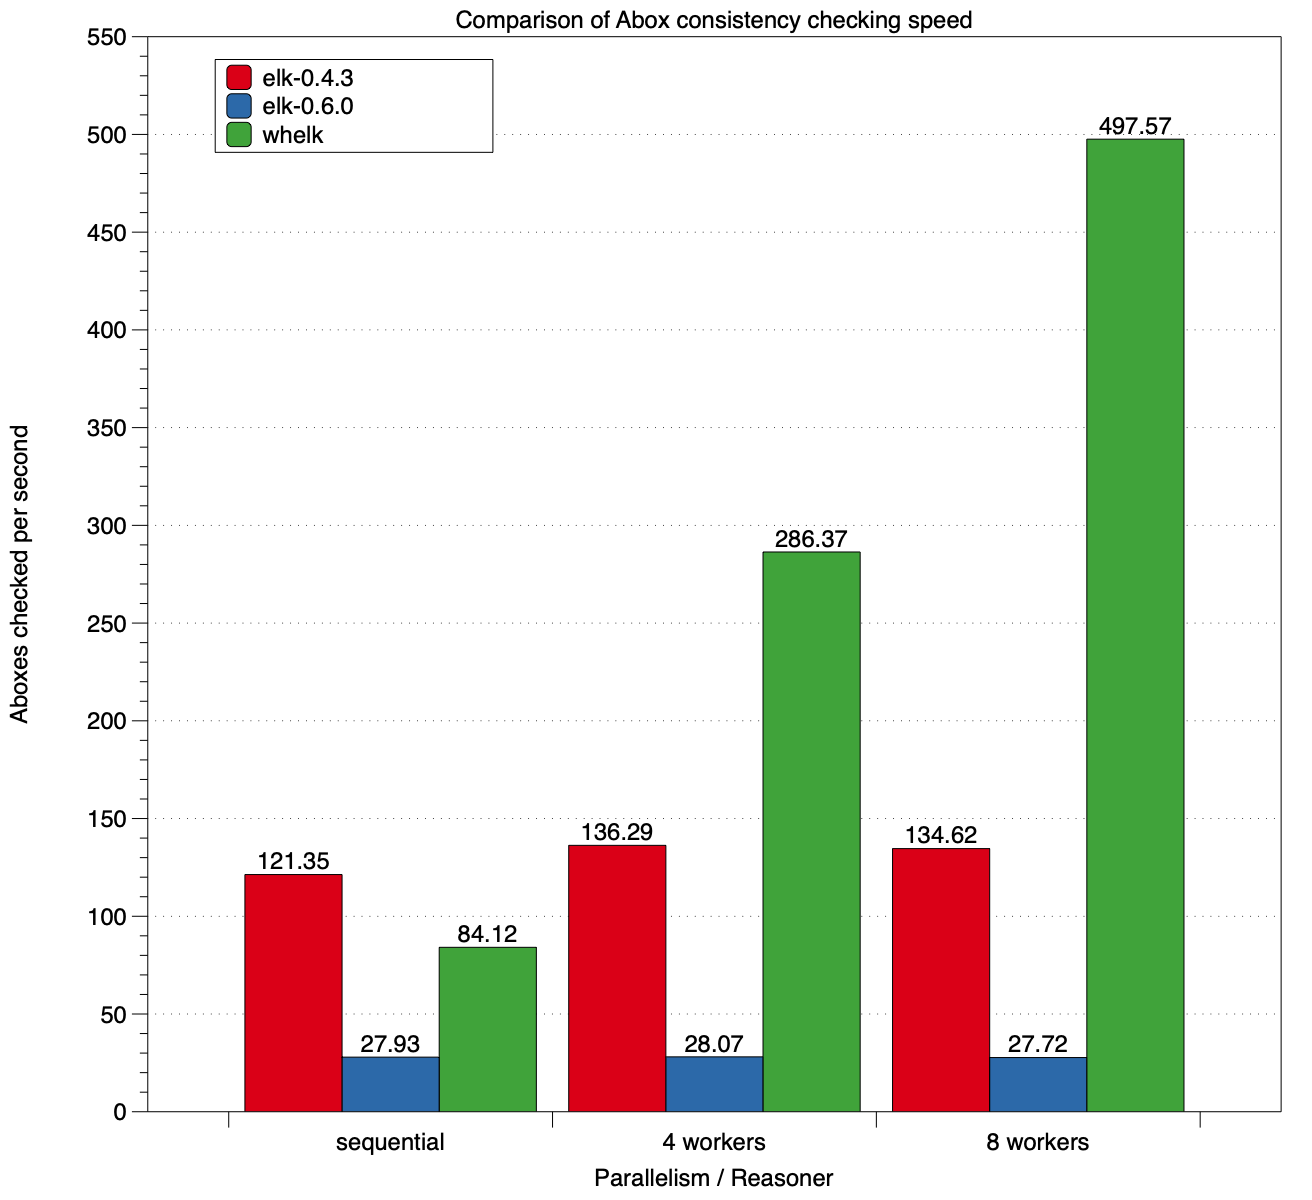 Comparison of Abox consistency checking speed
elk-0.4.3
elk-0.6.0
whelk
Aboxes checked per second
550
500
450
400
350
300
250
200
150
100
50
0
121.35
27.93
84.12
136.29
28.07
286.37
134.62
27.72
497.57
sequential
4 workers
8 workers
Parallelism / Reasoner